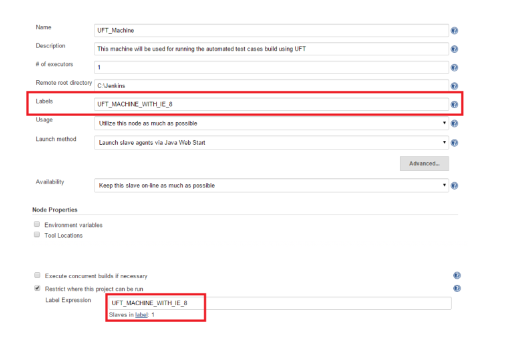 Name UFT_Machine
Description This machine will be used for running the automated test cases build using UFT
# of executors 1
Remote root directory C:\Jenkins
Labels UFT_MACHINE_WITH_IE_8
Usage Utilize this node as much as possible
Launch method Launch slave agents via Java Web Start
Advanced...
Availability Keep this slave on-line as much as possible
Node Properties
Environment variables
Tool Locations
Execute concurrent builds if necessary
Restrict where this project can be run
Label Expression UFT_MACHINE_WITH_IE_8
Slaves in label: 1